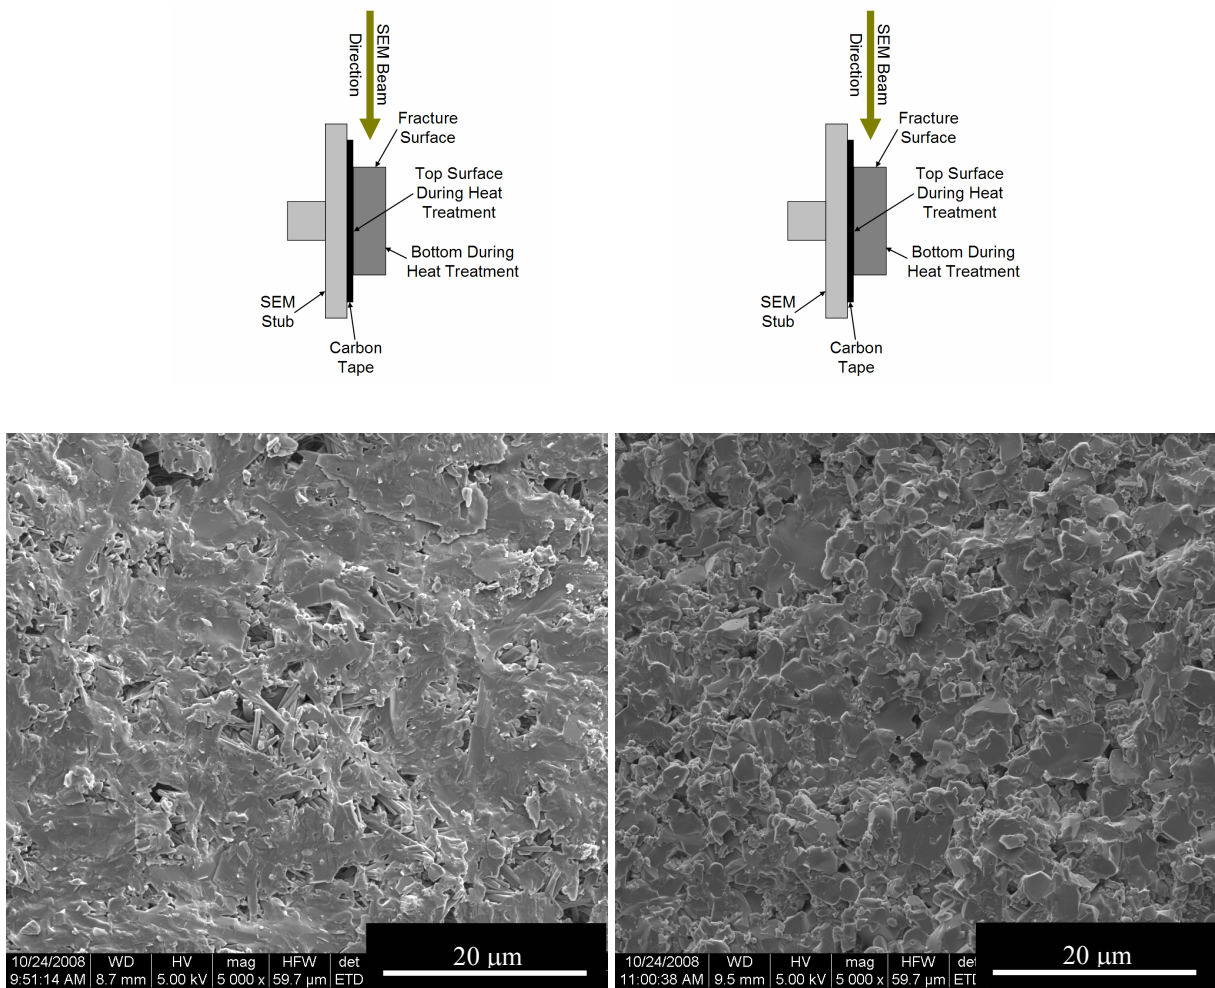 SEM Beam
Direction
Fracture
Surface
Top Surface
During Heat
Treatment
Bottom During
Heat Treatment
SEM
Stub
Carbon
Tape
SEM Beam
Direction
Fracture
Surface
Top Surface
During Heat
Treatment
Bottom During
Heat Treatment
SEM
Stub
Carbon
Tape
20 μm
10/24/2008 WD HV mag HFW det
9:51:14 AM 8.7 mm 5.00 kV 5 000 x 59.7 µm ETD
20 μm
10/24/2008 WD HV mag HFW det
11:00:38 AM 9.5 mm 5.00 kV 5 000 x 59.7 µm ETD